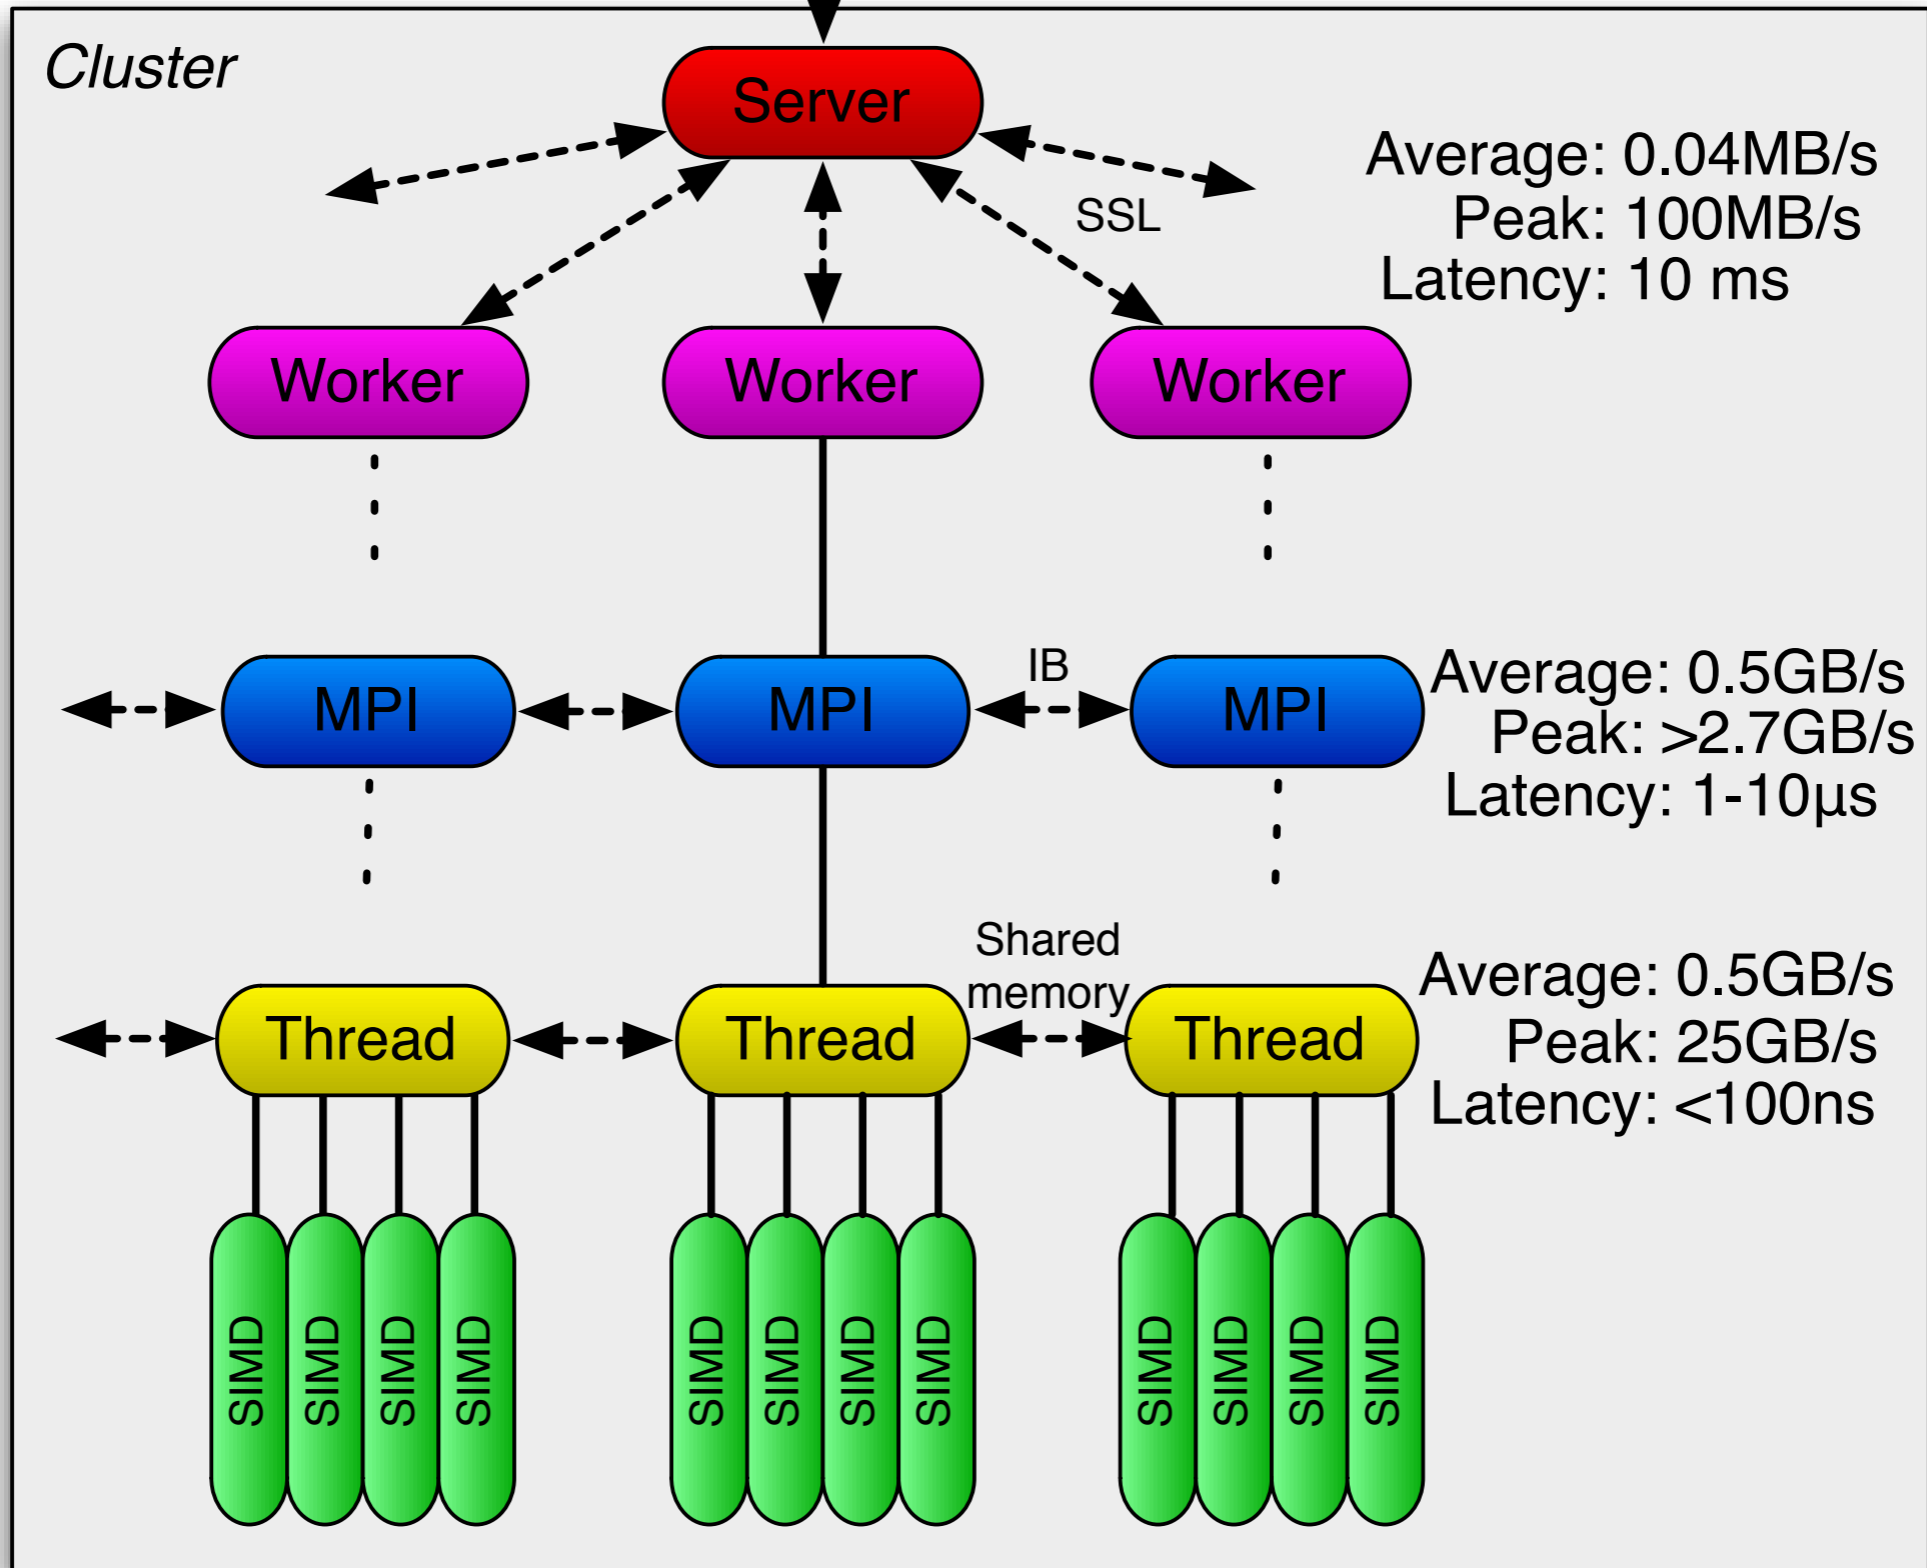 Cluster
Server
Average: 0.04MB/s
Peak: 100MB/s
Latency: 10 ms
SSL
Worker
Worker
Worker
IB
MPI
MPI
MPI
Average: 0.5GB/s
Peak: >2.7GB/s
Latency: 1-10µs
Shared
memory
Thread
Thread
Thread
Average: 0.5GB/s
Peak: 25GB/s
Latency: <100ns
SIMD
SIMD
SIMD
SIMD
SIMD
SIMD
SIMD
SIMD
SIMD
SIMD
SIMD
SIMD